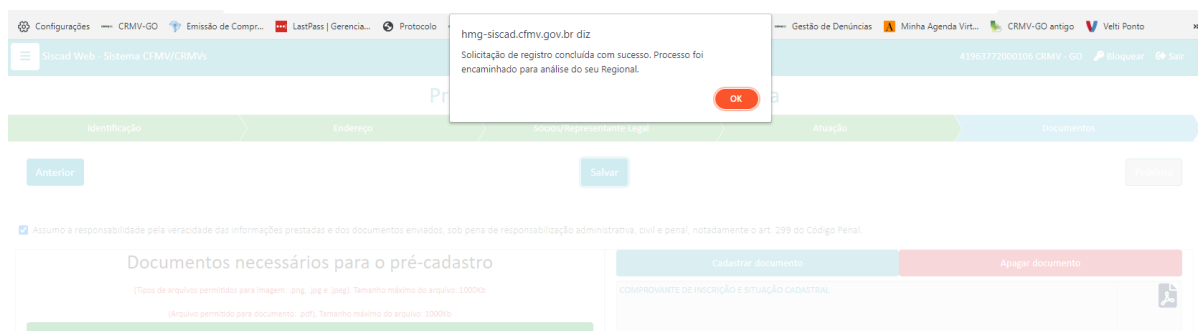 Configurações CRMV-GO Emissão de Compr... LastPass | Gerencia... Protocolo Gestão de Denúncias Minha Agenda Virt... CRMV-GO antigo Velti Ponto »
hmg-siscad.cfmv.gov.br diz
Solicitação de registro concluída com sucesso. Processo foi
encaminhado para análise do seu Regional.
OK
Siscad Web - Sistema CFMV/CRMVs 41963772000106 CRMV - GO Bloquear Sair
Identificação Endereço Sócios/Representante Legal Atuação Documentos
Anterior Salvar Próximo
Assumo a responsabilidade pela veracidade das informações prestadas e dos documentos enviados, sob pena de responsabilização administrativa, civil e penal, notadamente o art. 299 do Código Penal.
Documentos necessários para o pré-cadastro
(Tipos de arquivos permitidos para imagem: .png, .jpg e .jpeg). Tamanho máximo do arquivo: 1000Kb.
(Arquivo permitido para documento: .pdf). Tamanho máximo do arquivo: 1000Kb.
Cadastrar documento Apagar documento
COMPROVANTE DE INSCRIÇÃO E SITUAÇÃO CADASTRAL